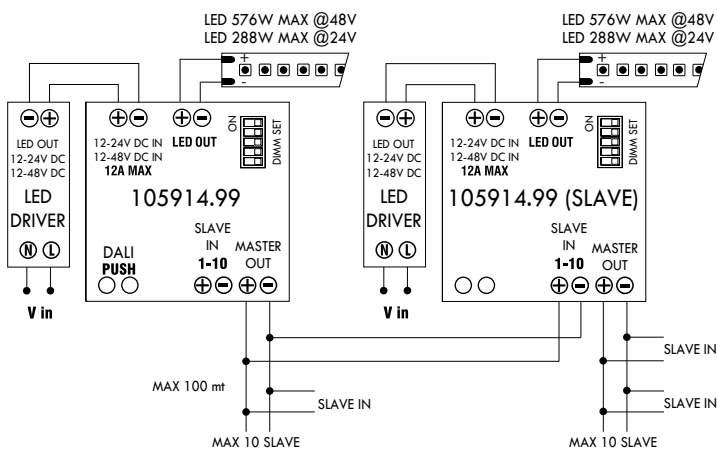 LED 576W MAX @48V
LED 288W MAX @24V
+
-
LED OUT
12-24V DC
12-48V DC
LED
DRIVER
N L
V in
12-24V DC IN
12-48V DC IN
12A MAX
LED OUT
ON
DIMM SET
105914.99
DALI
PUSH
SLAVE
IN
1-10
MASTER
OUT
MAX 100 mt
SLAVE IN
MAX 10 SLAVE
LED 576W MAX @48V
LED 288W MAX @24V
+
-
LED OUT
12-24V DC
12-48V DC
LED
DRIVER
N L
V in
12-24V DC IN
12-48V DC IN
12A MAX
LED OUT
ON
DIMM SET
105914.99 (SLAVE)
SLAVE
IN
1-10
MASTER
OUT
SLAVE IN
SLAVE IN
MAX 10 SLAVE